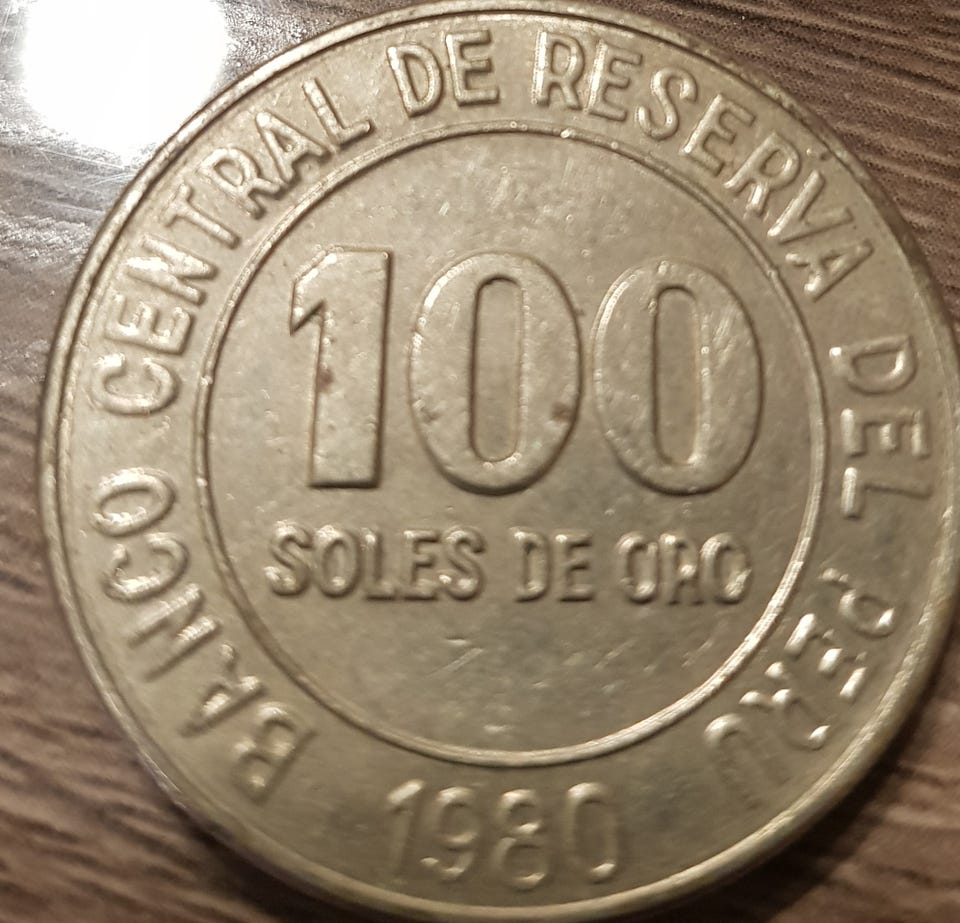 BANCO CENTRAL DE RESERVA DEL PERU
100
SOLES DE ORO
1980